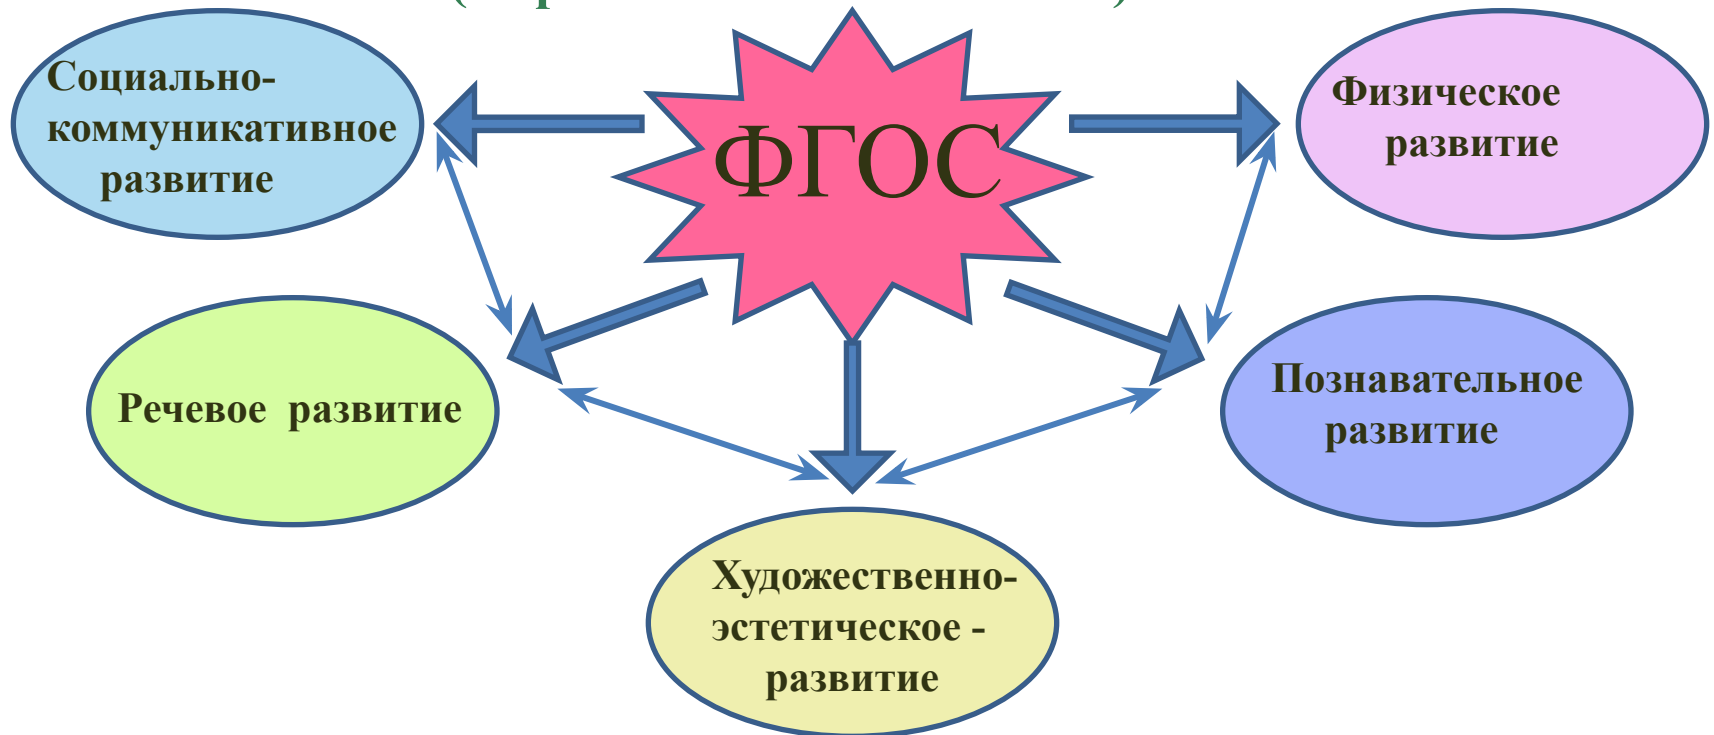 ФГОС
Социально-
коммуникативное
развитие
Физическое
развитие
Речевое развитие
Познавательное
развитие
Художественно-
эстетическое -
развитие